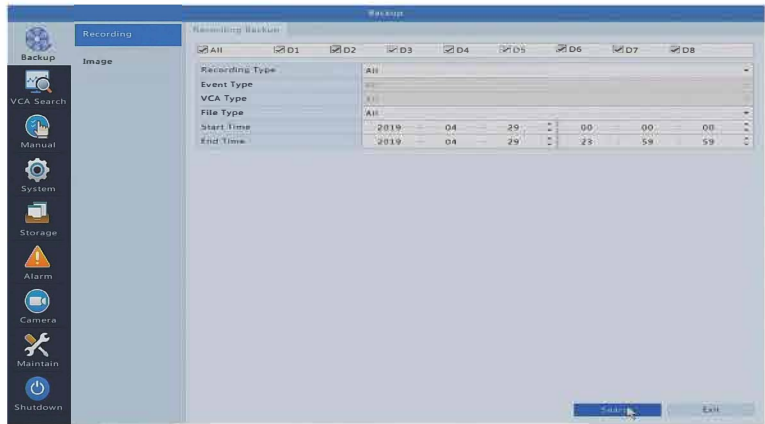 Backup
Backup
VCA Search
Manual
System
Storage
Alarm
Camera
Maintain
Shutdown
Recording
Image
Recording Backup
All D1 D2 D3 D4 D5 D6 D7 D8
Recording Type All
Event Type
VCA Type
File Type All
Start Time 2019 - 04 - 29 00 : 00 : 00
End Time 2019 - 04 - 29 23 : 59 : 59
Search Exit